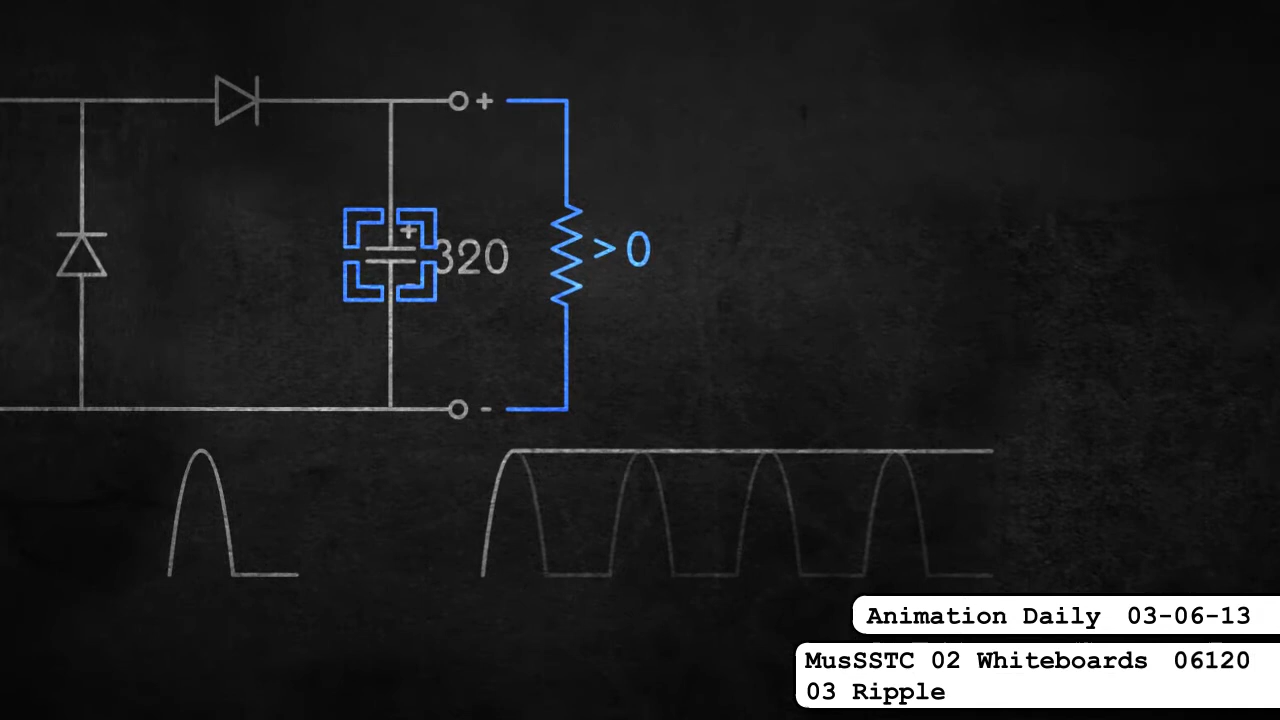 +
+
320
> 0
-
Animation Daily 03-06-13
MusSSTC 02 Whiteboards 06120
03 Ripple